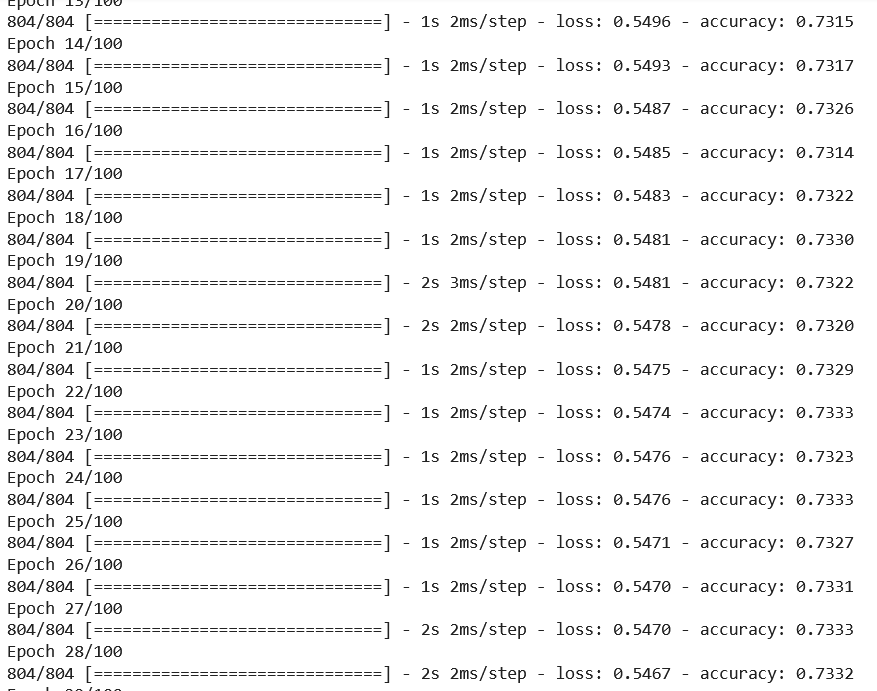 Epoch 13/100
804/804 [==============================] - 1s 2ms/step - loss: 0.5496 - accuracy: 0.7315
Epoch 14/100
804/804 [==============================] - 1s 2ms/step - loss: 0.5493 - accuracy: 0.7317
Epoch 15/100
804/804 [==============================] - 1s 2ms/step - loss: 0.5487 - accuracy: 0.7326
Epoch 16/100
804/804 [==============================] - 1s 2ms/step - loss: 0.5485 - accuracy: 0.7314
Epoch 17/100
804/804 [==============================] - 1s 2ms/step - loss: 0.5483 - accuracy: 0.7322
Epoch 18/100
804/804 [==============================] - 1s 2ms/step - loss: 0.5481 - accuracy: 0.7330
Epoch 19/100
804/804 [==============================] - 2s 3ms/step - loss: 0.5481 - accuracy: 0.7322
Epoch 20/100
804/804 [==============================] - 2s 2ms/step - loss: 0.5478 - accuracy: 0.7320
Epoch 21/100
804/804 [==============================] - 1s 2ms/step - loss: 0.5475 - accuracy: 0.7329
Epoch 22/100
804/804 [==============================] - 1s 2ms/step - loss: 0.5474 - accuracy: 0.7333
Epoch 23/100
804/804 [==============================] - 1s 2ms/step - loss: 0.5476 - accuracy: 0.7323
Epoch 24/100
804/804 [==============================] - 1s 2ms/step - loss: 0.5476 - accuracy: 0.7333
Epoch 25/100
804/804 [==============================] - 1s 2ms/step - loss: 0.5471 - accuracy: 0.7327
Epoch 26/100
804/804 [==============================] - 1s 2ms/step - loss: 0.5470 - accuracy: 0.7331
Epoch 27/100
804/804 [==============================] - 2s 2ms/step - loss: 0.5470 - accuracy: 0.7333
Epoch 28/100
804/804 [==============================] - 2s 2ms/step - loss: 0.5467 - accuracy: 0.7332